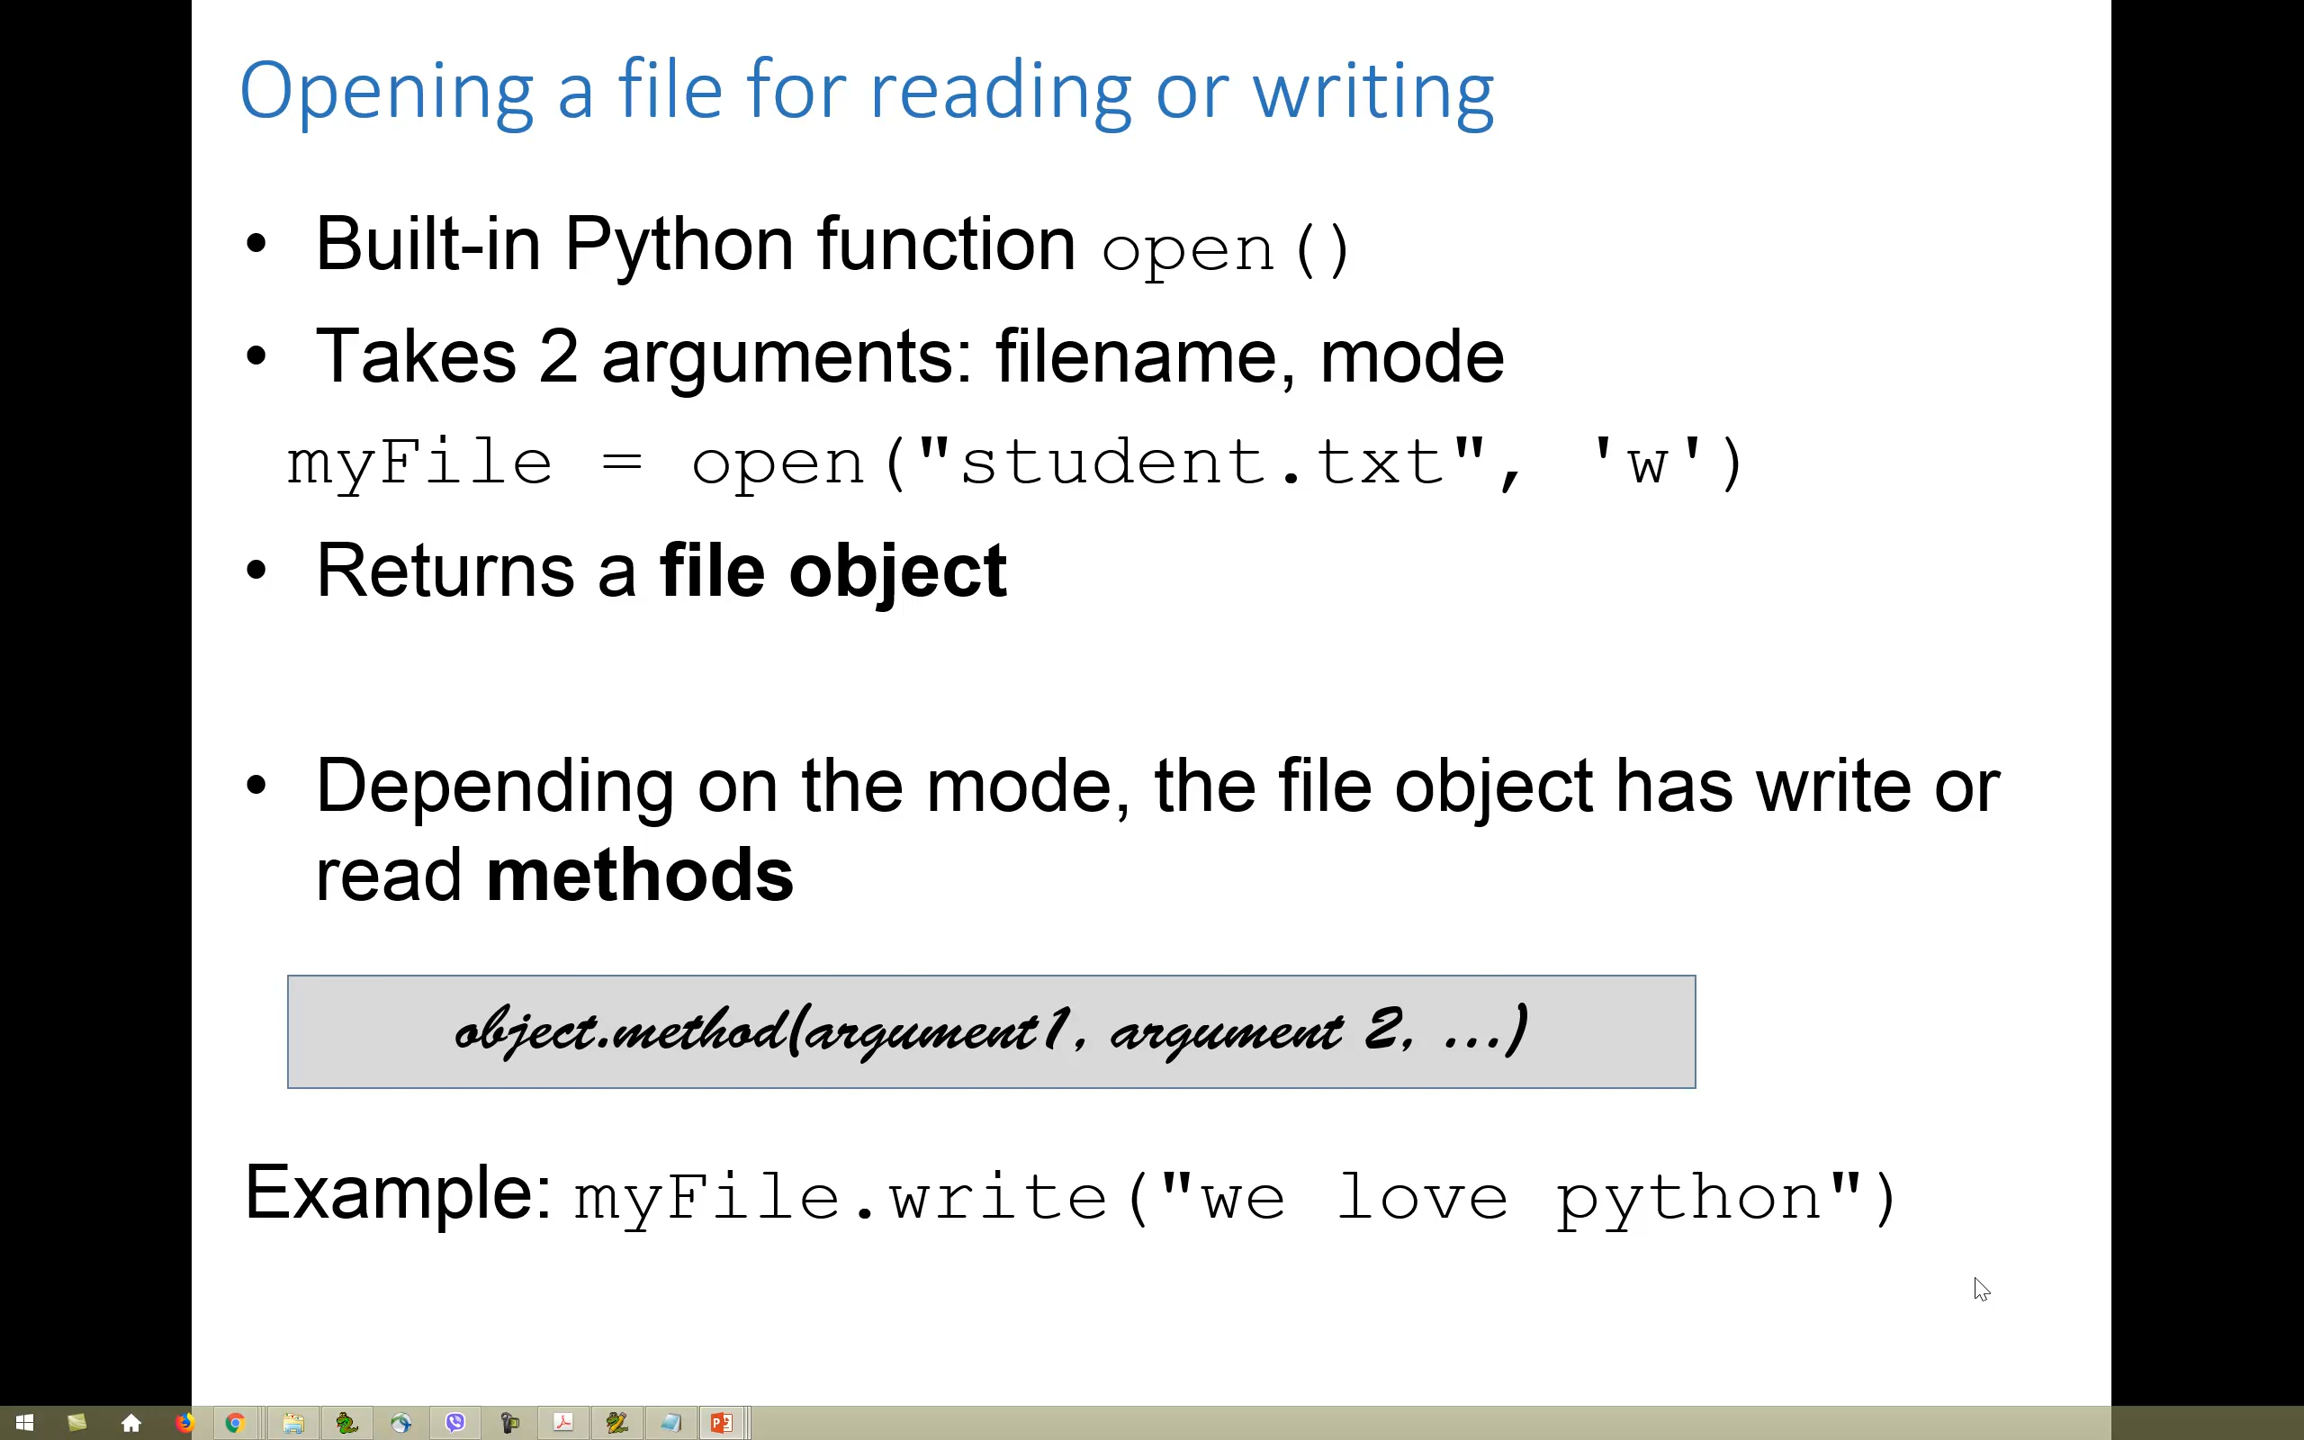 Opening a file for reading or writing
• Built-in Python function open()
• Takes 2 arguments: filename, mode
myFile = open("student.txt", 'w')
• Returns a file object
• Depending on the mode, the file object has write or
read methods
object.method(argument1, argument 2, ...)
Example: myFile.write("we love python")